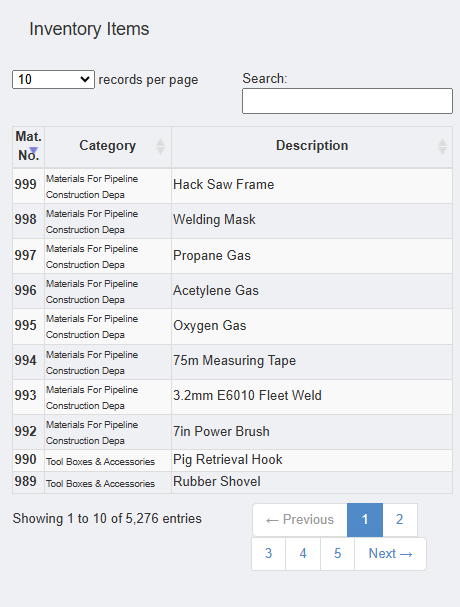 Inventory Items
10 records per page
Search:
Mat. No. Category Description
999 Materials For Pipeline Construction Depa Hack Saw Frame
998 Materials For Pipeline Construction Depa Welding Mask
997 Materials For Pipeline Construction Depa Propane Gas
996 Materials For Pipeline Construction Depa Acetylene Gas
995 Materials For Pipeline Construction Depa Oxygen Gas
994 Materials For Pipeline Construction Depa 75m Measuring Tape
993 Materials For Pipeline Construction Depa 3.2mm E6010 Fleet Weld
992 Materials For Pipeline Construction Depa 7in Power Brush
990 Tool Boxes & Accessories Pig Retrieval Hook
989 Tool Boxes & Accessories Rubber Shovel
Showing 1 to 10 of 5,276 entries
← Previous 1 2
3 4 5 Next →